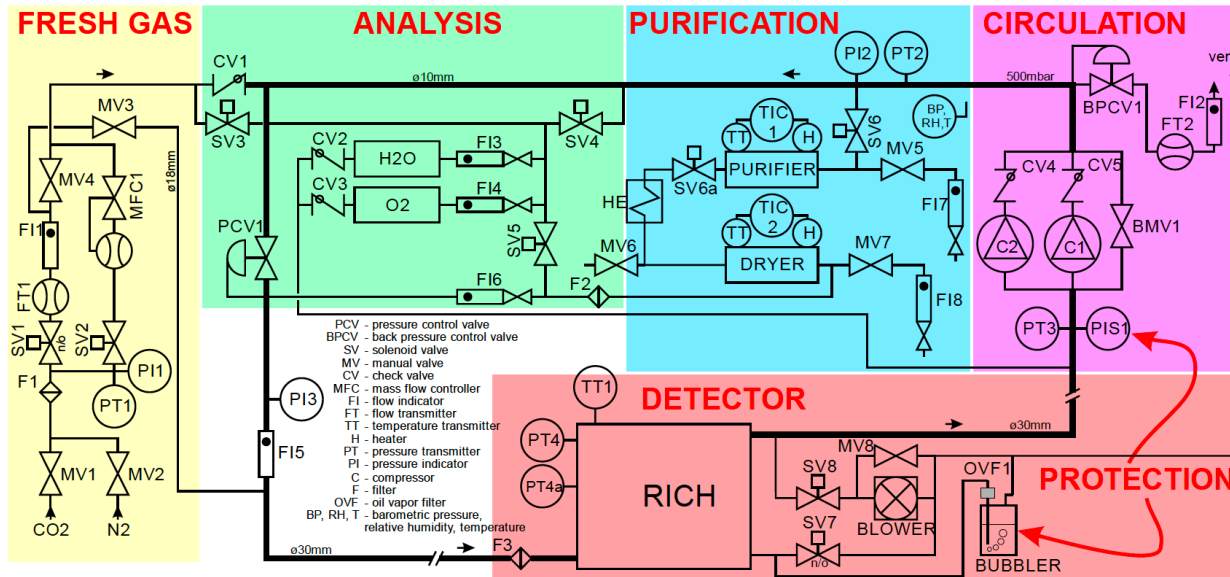 FRESH GAS
ANALYSIS
PURIFICATION
CIRCULATION
CV1
ø10mm
PI2
PT2
500mbar
BPCV1
ver
FI2
FT2
MV3
SV3
SV4
SV6
BP,
RH,T
CV2
H2O
FI3
TIC
1
TT
H
PURIFIER
SV6a
MV5
CV4
CV5
MV4
MFC1
ø18mm
CV3
O2
FI4
HE
FI7
FI1
PCV1
SV5
TIC
2
TT
H
DRYER
MV6
MV7
C2
C1
BMV1
FT1
FI6
F2
FI8
SV1
n/o
SV2
PT3
PIS1
F1
PI1
PT1
PI3
FI5
MV1
MV2
CO2
N2
PCV - pressure control valve
BPCV - back pressure control valve
SV - solenoid valve
MV - manual valve
CV - check valve
MFC - mass flow controller
FI - flow indicator
FT - flow transmitter
TT - temperature transmitter
H - heater
PT - pressure transmitter
PI - pressure indicator
C - compressor
F - filter
OVF - oil vapor filter
BP, RH, T - barometric pressure,
relative humidity, temperature
ø30mm
F3
TT1
DETECTOR
PT4
PT4a
RICH
ø30mm
MV8
SV8
BLOWER
SV7
n/o
OVF1
BUBBLER
PROTECTION